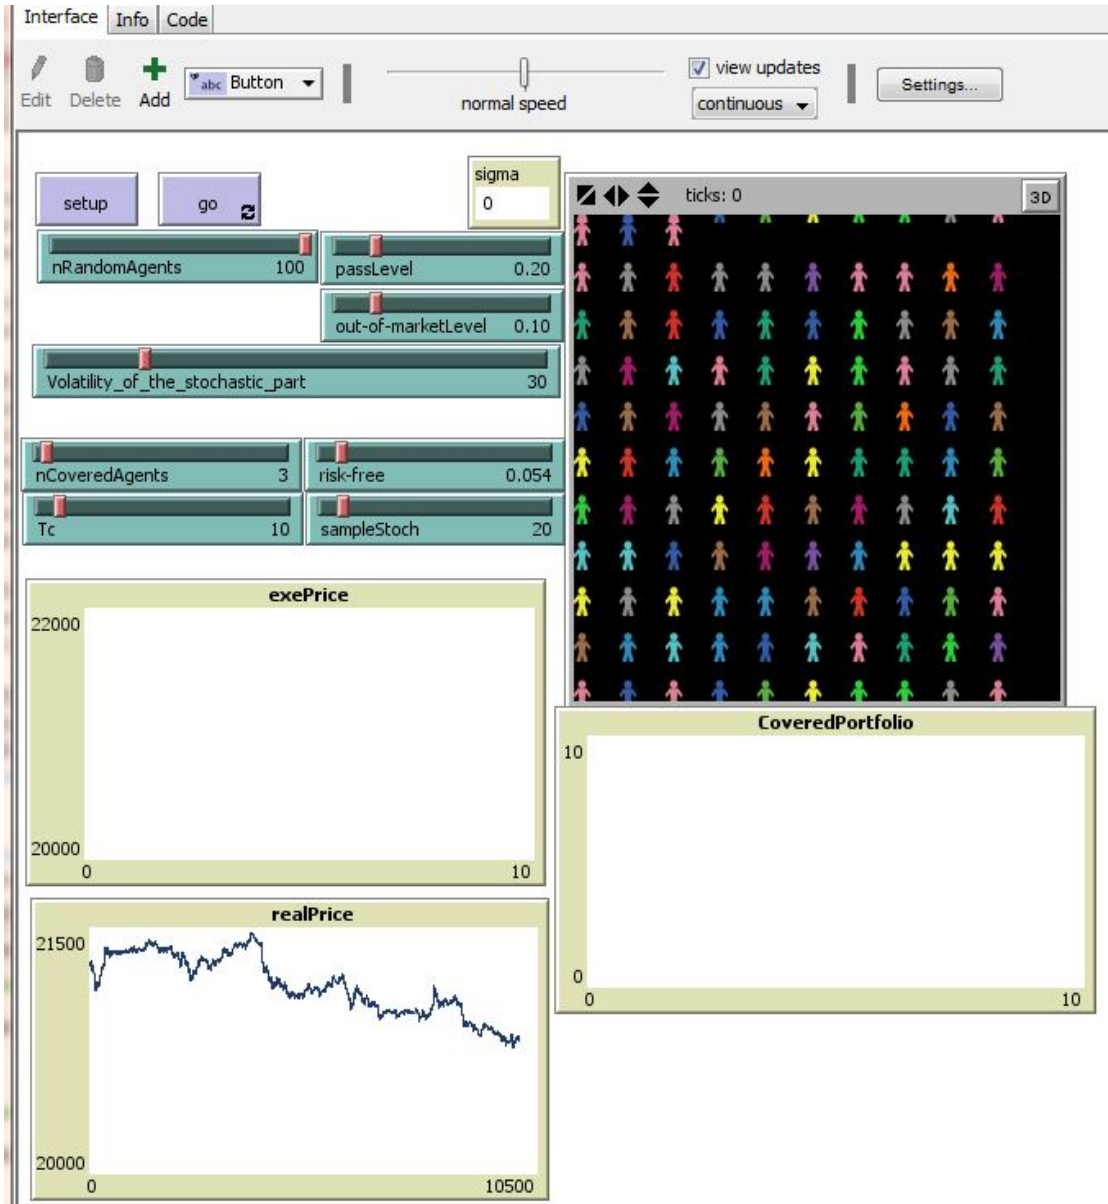 Interface Info Code
Edit Delete Add
abc Button
normal speed
view updates
continuous
Settings...
setup
go
sigma
0
ticks: 0
3D
nRandomAgents 100
passLevel 0.20
out-of-marketLevel 0.10
Volatility_of_the_stochastic_part 30
nCoveredAgents 3
risk-free 0.054
Tc 10
sampleStoch 20
exePrice
22000
20000
0 10
CoveredPortfolio
10
0
0 10
realPrice
21500
20000
0 10500